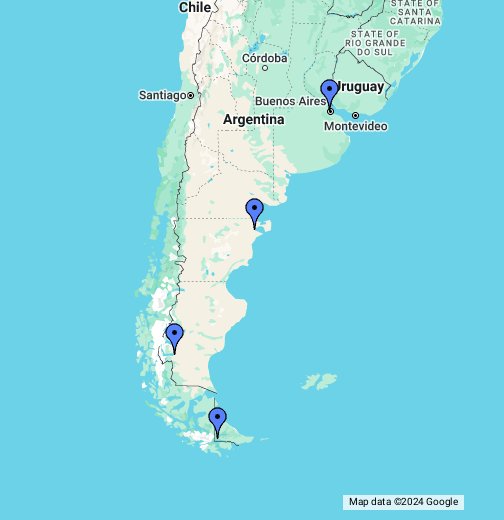 Chile
STATE OF
SANTA
CATARINA
STATE OF
RIO GRANDE
DO SUL
Córdoba
Uruguay
Santiago
Buenos Aires
Argentina
Montevideo
Map data ©2024 Google